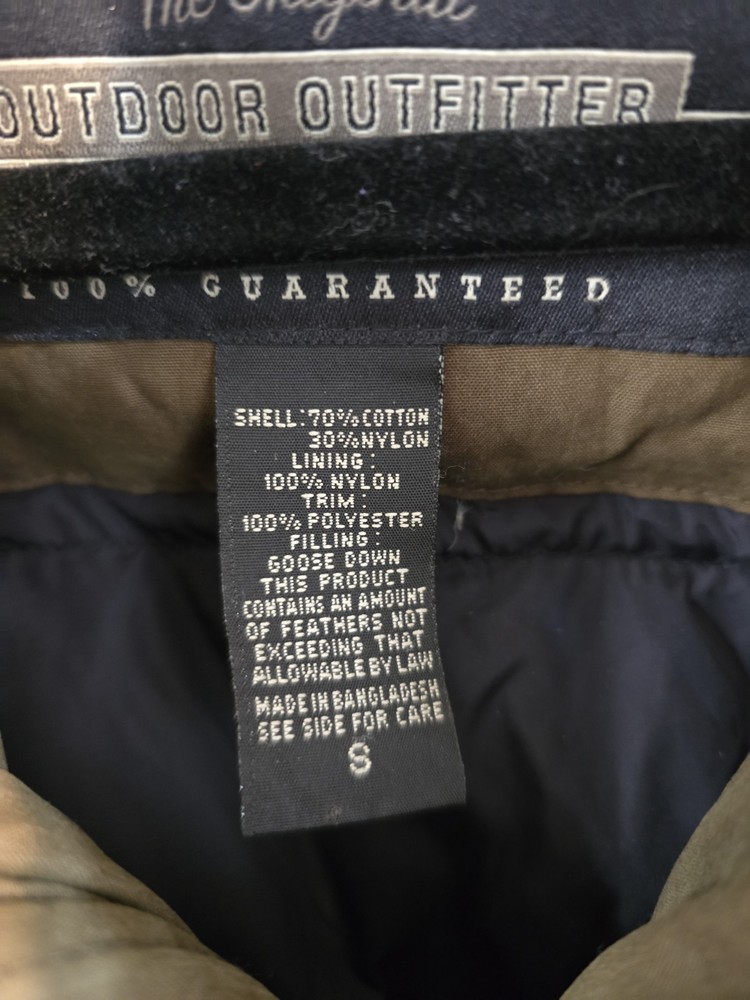 The Original
OUTDOOR OUTFITTER
100% GUARANTEED
SHELL:70%COTTON
30%NYLON
LINING:
100% NYLON
TRIM:
100% POLYESTER
FILLING:
GOOSE DOWN
THIS PRODUCT
CONTAINS AN AMOUNT
OF FEATHERS NOT
EXCEEDING THAT
ALLOWABLE BY LAW
MADE IN BANGLADESH
SEE SIDE FOR CARE
S